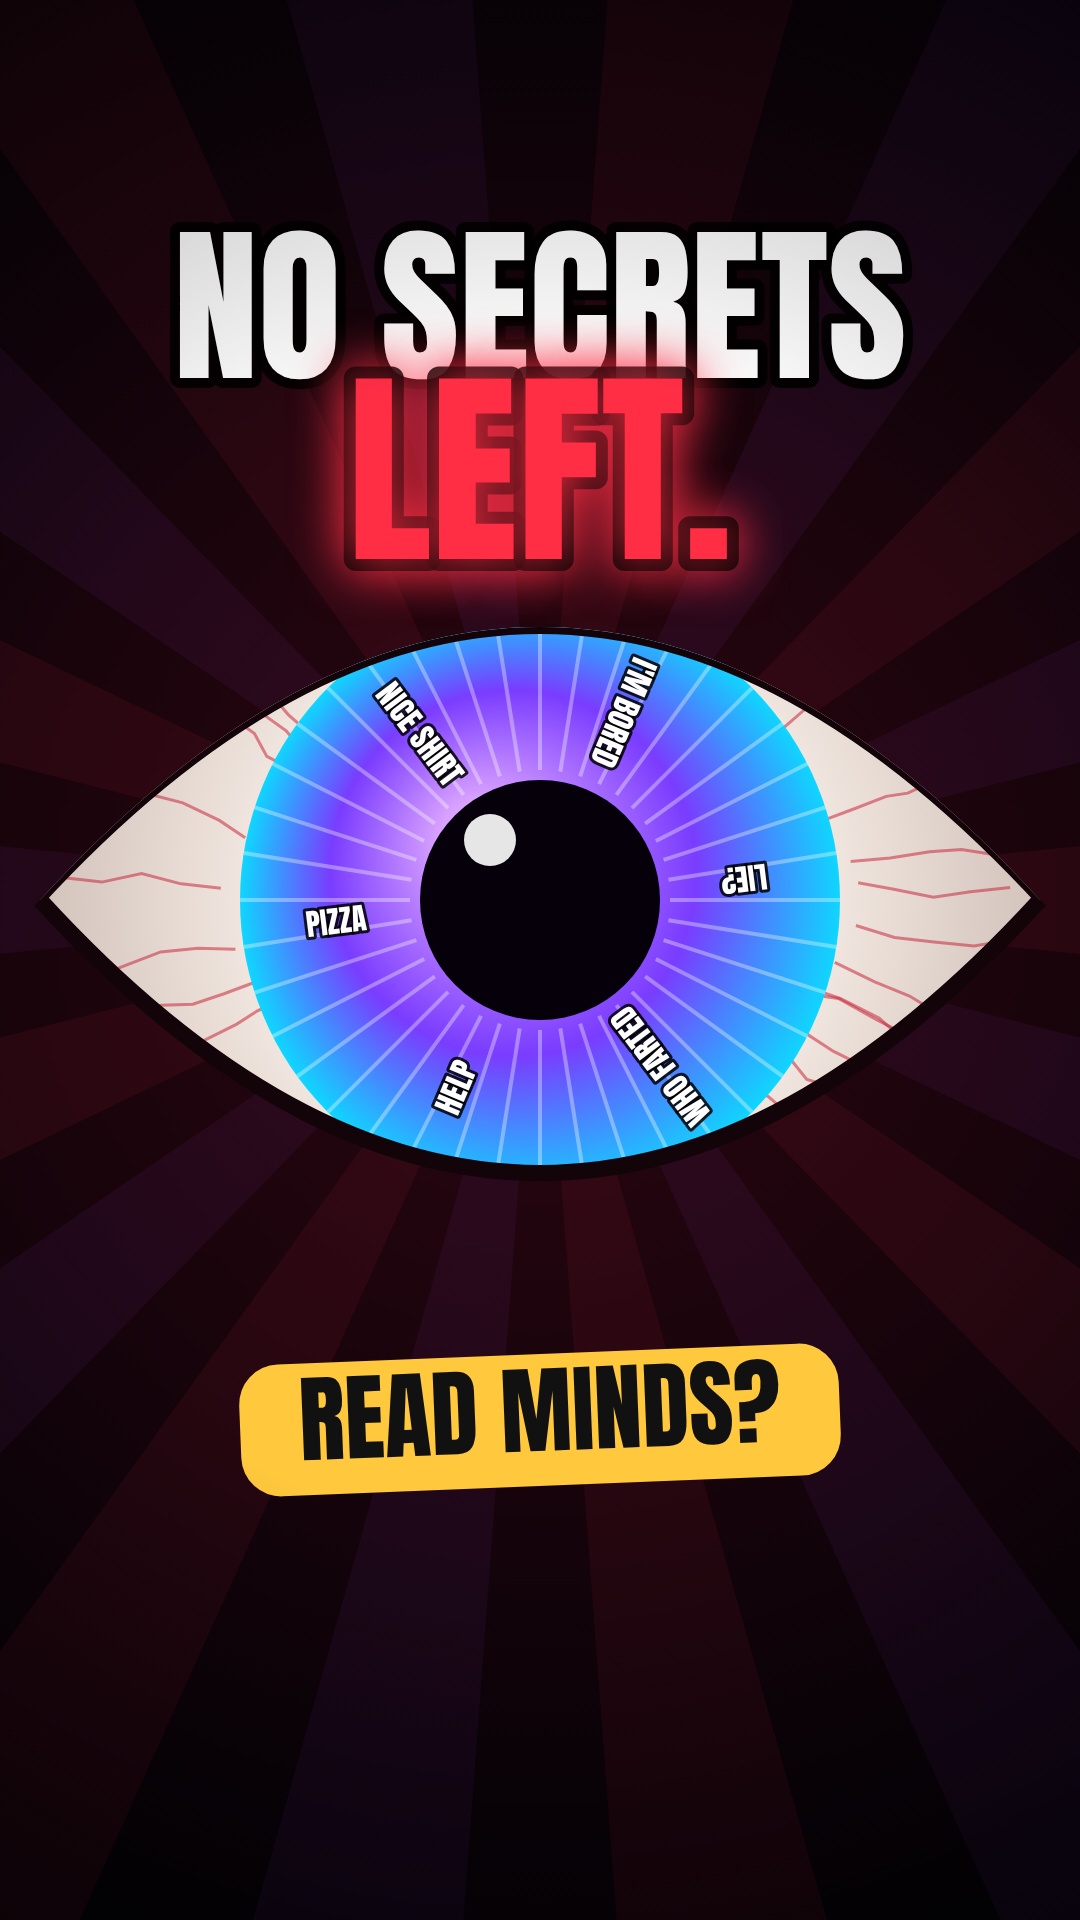 NO SECRETS
LEFT.
NICE SHIRT
I'M BORED
LIE?
PIZZA
HELP
WHO FARTED
READ MINDS?